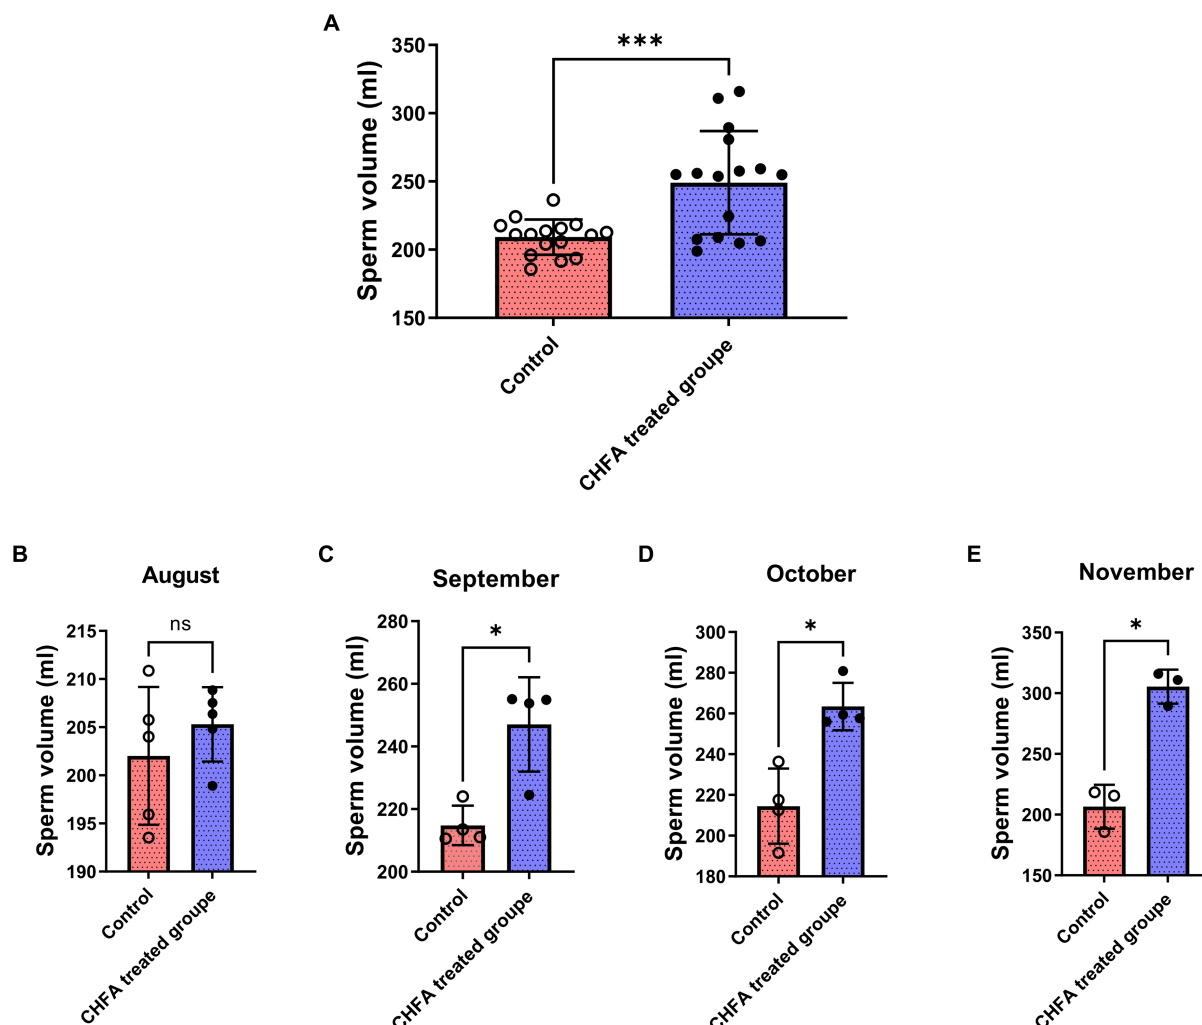 A
Sperm volume (ml)
350
300
250
200
150
***
Control
CHFA treated groupe
B
August
Sperm volume (ml)
215
210
205
200
195
190
ns
Control
CHFA treated groupe
C
September
Sperm volume (ml)
280
260
240
220
200
*
Control
CHFA treated groupe
D
October
Sperm volume (ml)
300
280
260
240
220
200
180
*
Control
CHFA treated groupe
E
November
Sperm volume (ml)
350
300
250
200
150
*
Control
CHFA treated groupe